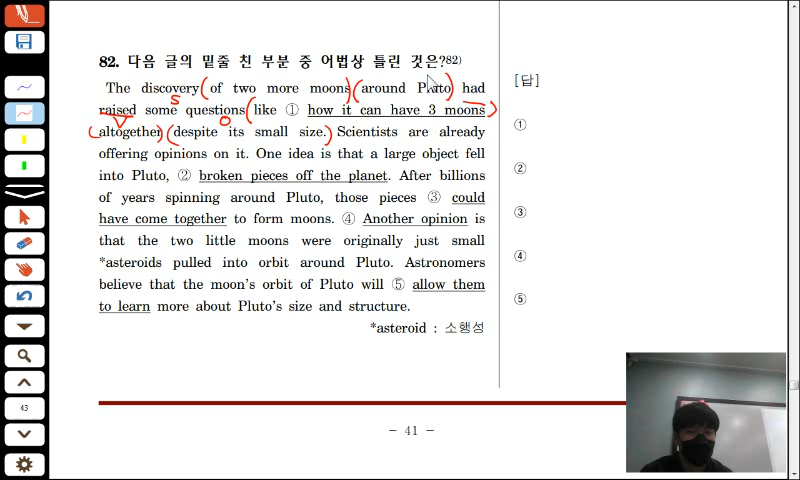 82. 다음 글의 밑줄 친 부분 중 어법상 틀린 것은?82)
The discovery of two more moons around Pluto had
raised some questions like ① how it can have 3 moons
altogether despite its small size. Scientists are already
offering opinions on it. One idea is that a large object fell
into Pluto, ② broken pieces off the planet. After billions
of years spinning around Pluto, those pieces ③ could
have come together to form moons. ④ Another opinion is
that the two little moons were originally just small
*asteroids pulled into orbit around Pluto. Astronomers
believe that the moon's orbit of Pluto will ⑤ allow them
to learn more about Pluto's size and structure.
*asteroid : 소행성
[답]
①
②
③
④
⑤
S
V
O
43
- 41 -